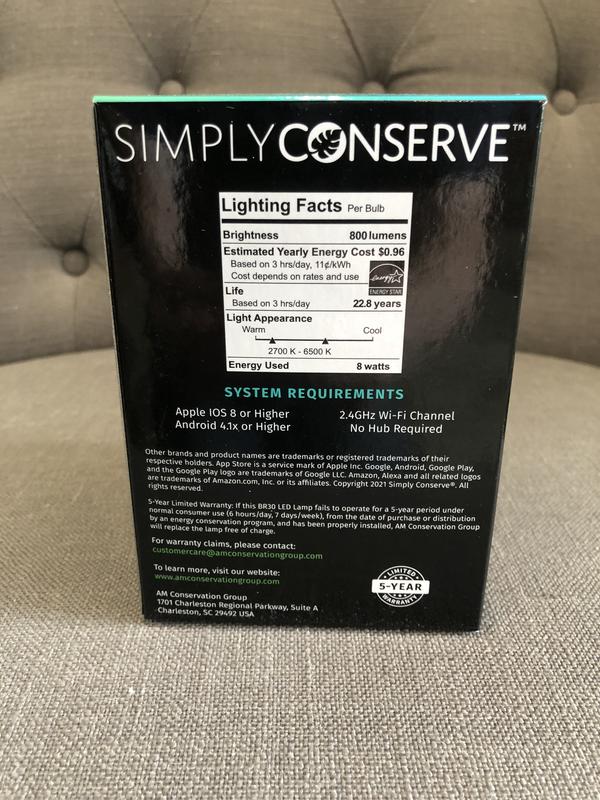 SIMPLYCONSERVE™
Lighting Facts Per Bulb
Brightness 800 lumens
Estimated Yearly Energy Cost $0.96
Based on 3 hrs/day, 11¢/kWh
Cost depends on rates and use
energy
ENERGY STAR
Life
Based on 3 hrs/day 22.8 years
Light Appearance
Warm Cool
2700 K - 6500 K
Energy Used 8 watts
SYSTEM REQUIREMENTS
Apple IOS 8 or Higher 2.4GHz Wi-Fi Channel
Android 4.1x or Higher No Hub Required
Other brands and product names are trademarks or registered trademarks of their
respective holders. App Store is a service mark of Apple Inc. Google, Android, Google Play,
and the Google Play logo are trademarks of Google LLC. Amazon, Alexa and all related logos
are trademarks of Amazon.com, Inc. or its affiliates. Copyright 2021 Simply Conserve®. All
rights reserved.
5-Year Limited Warranty: If this BR30 LED Lamp fails to operate for a 5-year period under
normal consumer use (6 hours/day, 7 days/week), from the date of purchase or distribution
by an energy conservation program, and has been properly installed, AM Conservation Group
will replace the lamp free of charge.
For warranty claims, please contact:
customercare@amconservationgroup.com
To learn more, visit our website:
www.amconservationgroup.com
AM Conservation Group
1701 Charleston Regional Parkway, Suite A
Charleston, SC 29492 USA
LIMITED
5-YEAR
WARRANTY